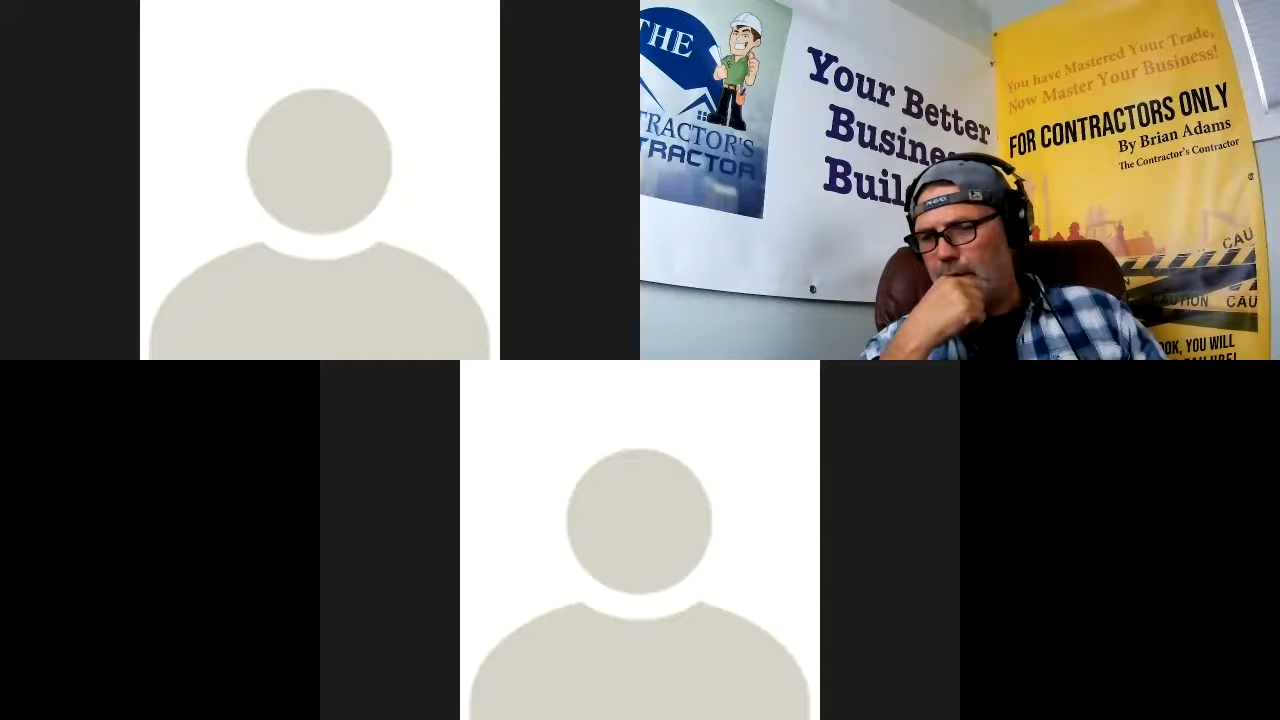 THE
TRACTOR'S
TRACTOR
Your Better
Busine
Buil
You have Mastered Your Trade,
Now Master Your Business!
FOR CONTRACTORS ONLY
By Brian Adams
The Contractor's Contractor
CAU
CAUTION CAU
OOK, YOU WILL